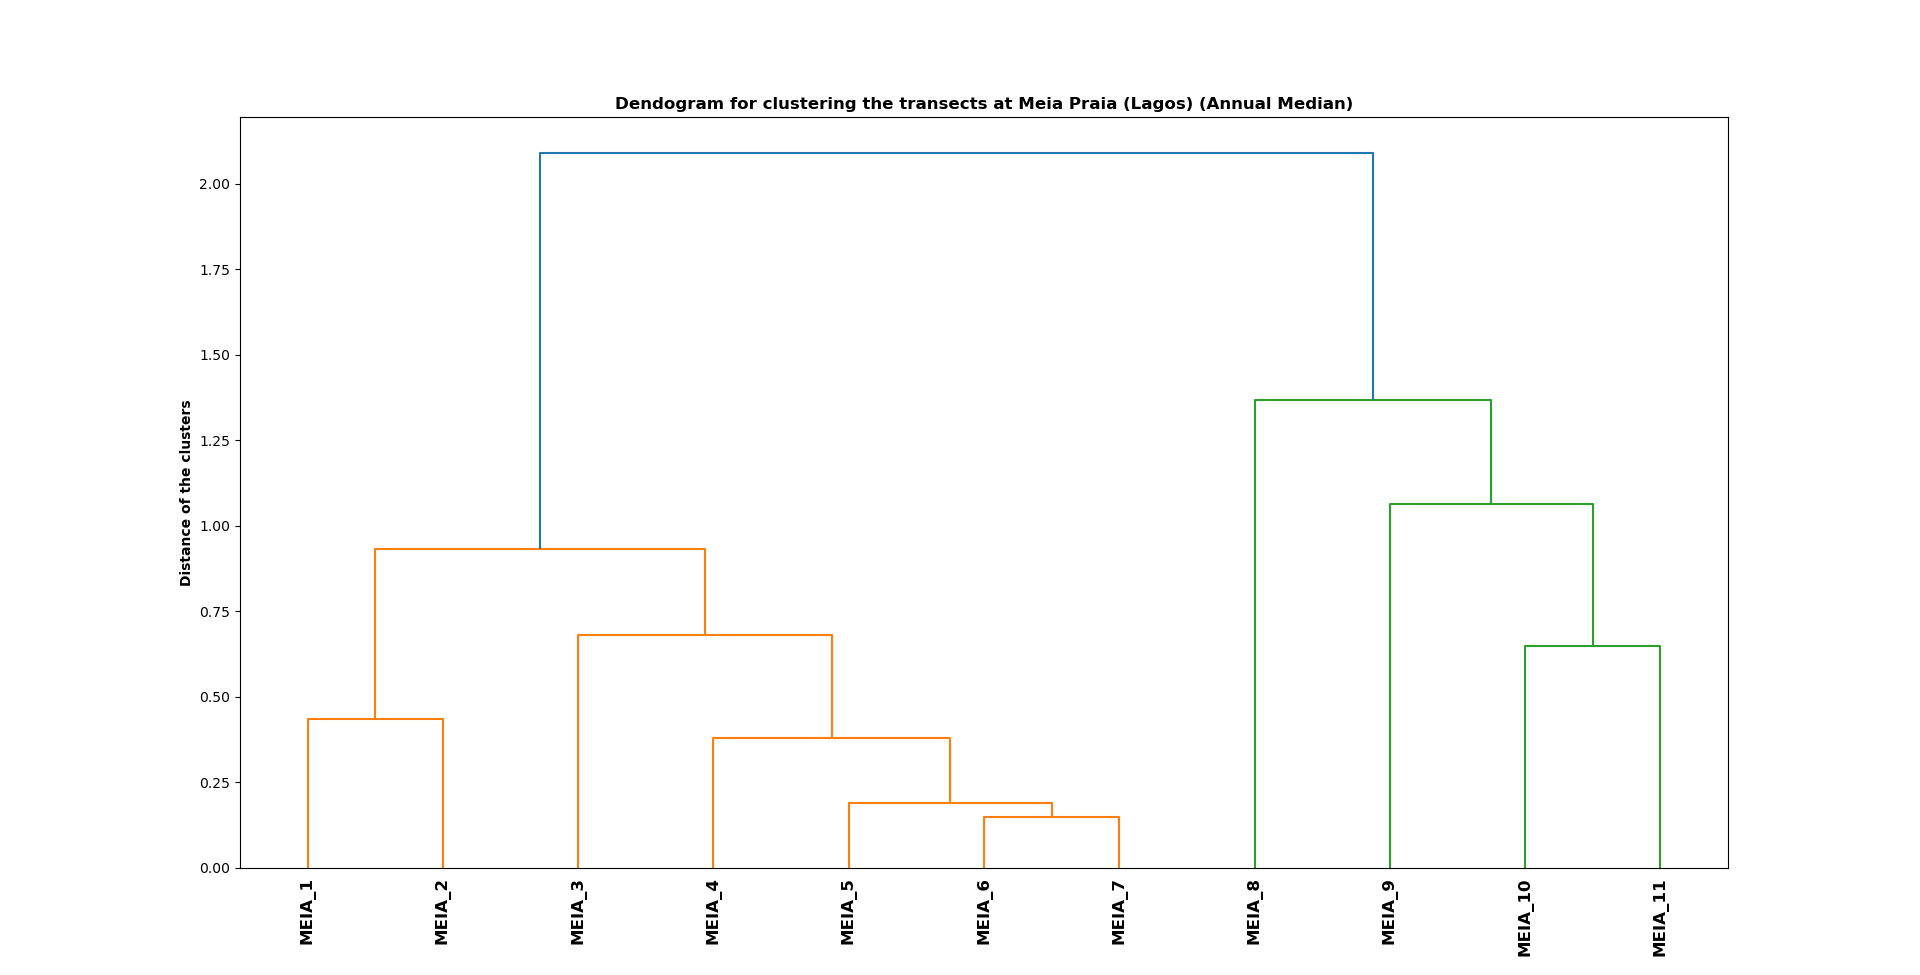 Dendogram for clustering the transects at Meia Praia (Lagos) (Annual Median)
Distance of the clusters
2.00
1.75
1.50
1.25
1.00
0.75
0.50
0.25
0.00
MEIA_1
MEIA_2
MEIA_3
MEIA_4
MEIA_5
MEIA_6
MEIA_7
MEIA_8
MEIA_9
MEIA_10
MEIA_11